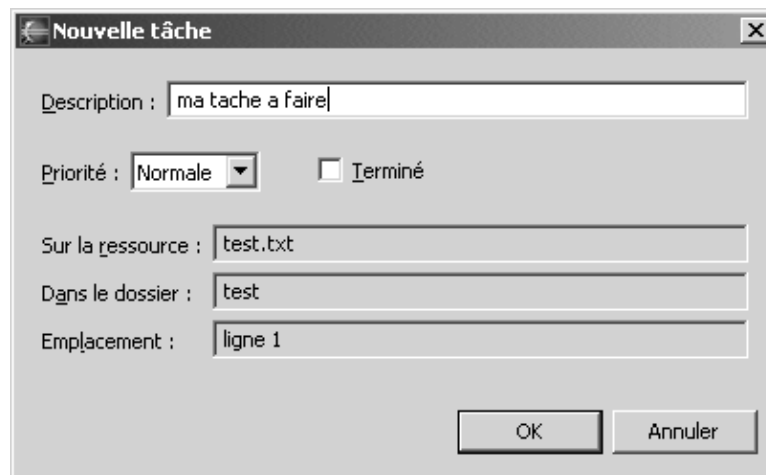 Nouvelle tâche
Description : ma tache a faire
Priorité : Normale Terminé
Sur la ressource : test.txt
Dans le dossier : test
Emplacement : ligne 1
OK Annuler